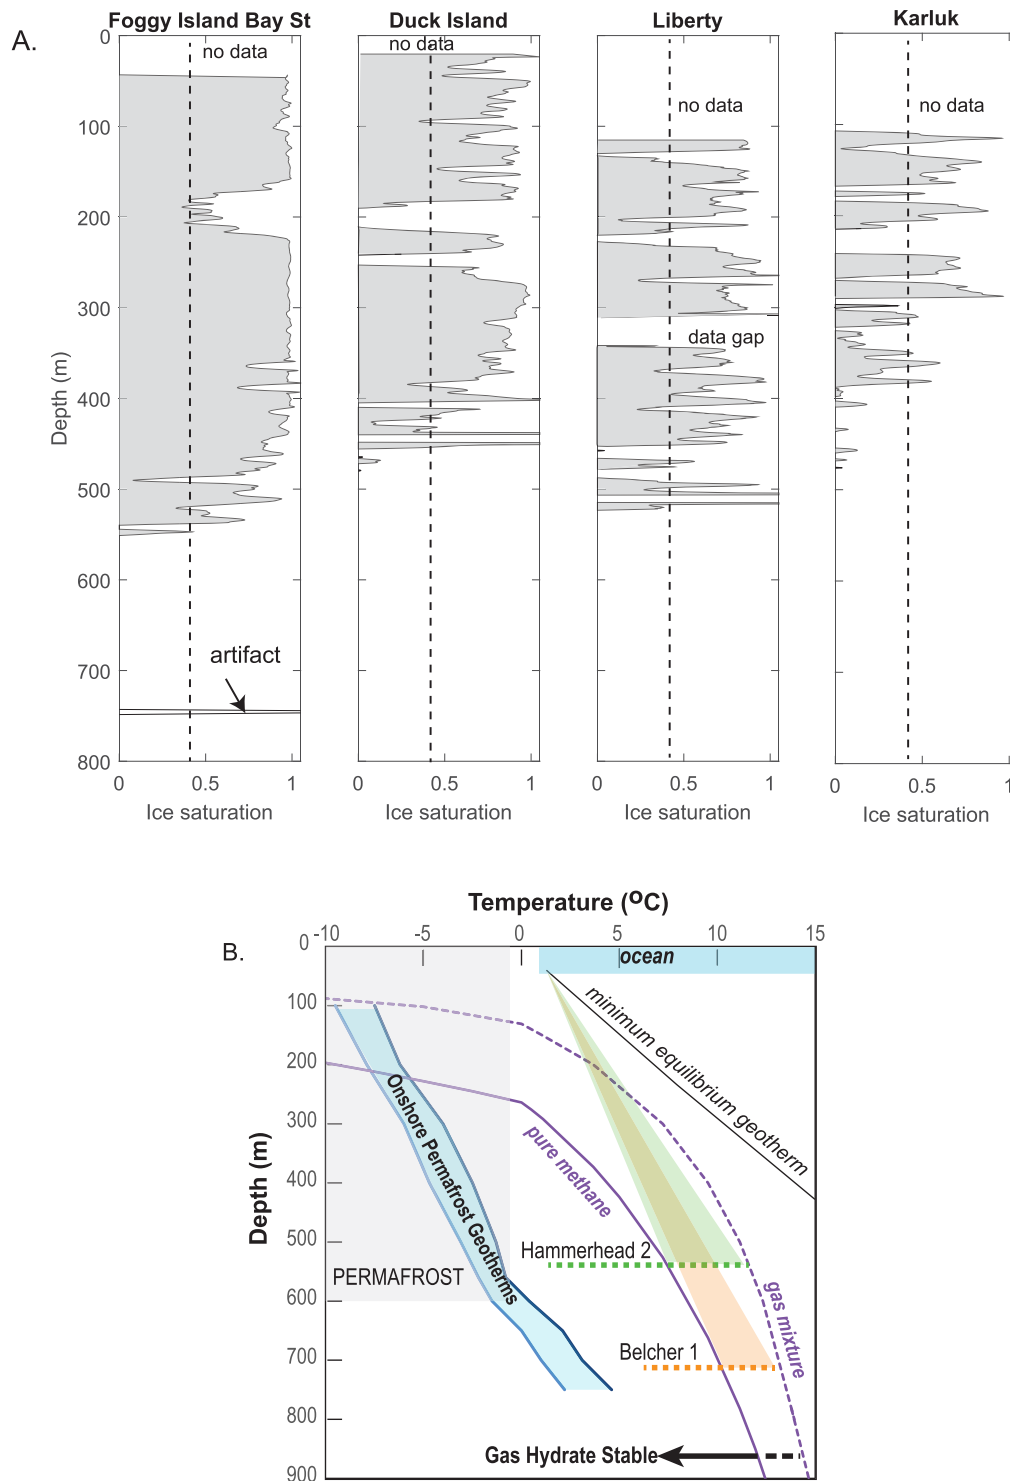 A.
Foggy Island Bay St
Duck Island
Liberty
Karluk
no data
no data
no data
no data
data gap
artifact
0
100
200
300
400
500
600
700
800
Depth (m)
0 0.5 1
0 0.5 1
0 0.5 1
0 0.5 1
Ice saturation
Ice saturation
Ice saturation
Ice saturation
B.
Temperature (ºC)
-10 -5 0 5 10 15
0
100
200
300
400
500
600
700
800
900
Depth (m)
ocean
minimum equilibrium geotherm
Onshore Permafrost Geotherms
pure methane
Hammerhead 2
PERMAFROST
gas mixture
Belcher 1
Gas Hydrate Stable